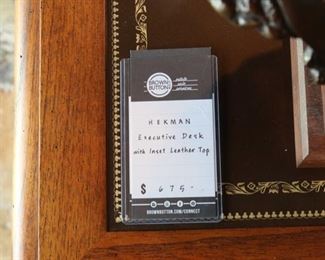 BROWN
BUTTON
HEKMAN
Executive Desk
with Inset Leather Top
$ 675-
BROWNBUTTON.COM/CONNECT